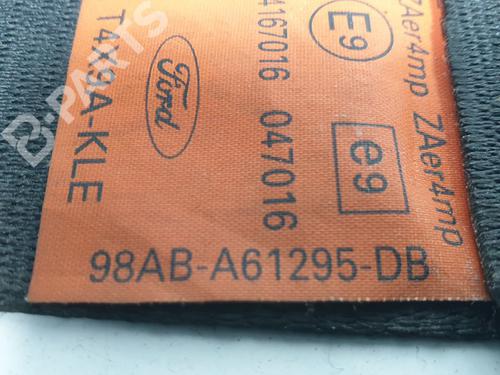 ZAer4mp ZAer4mp
E9
4167016 047016
e9
Ford
T4X9A-KLE
98AB-A61295-DB
B-PARTS